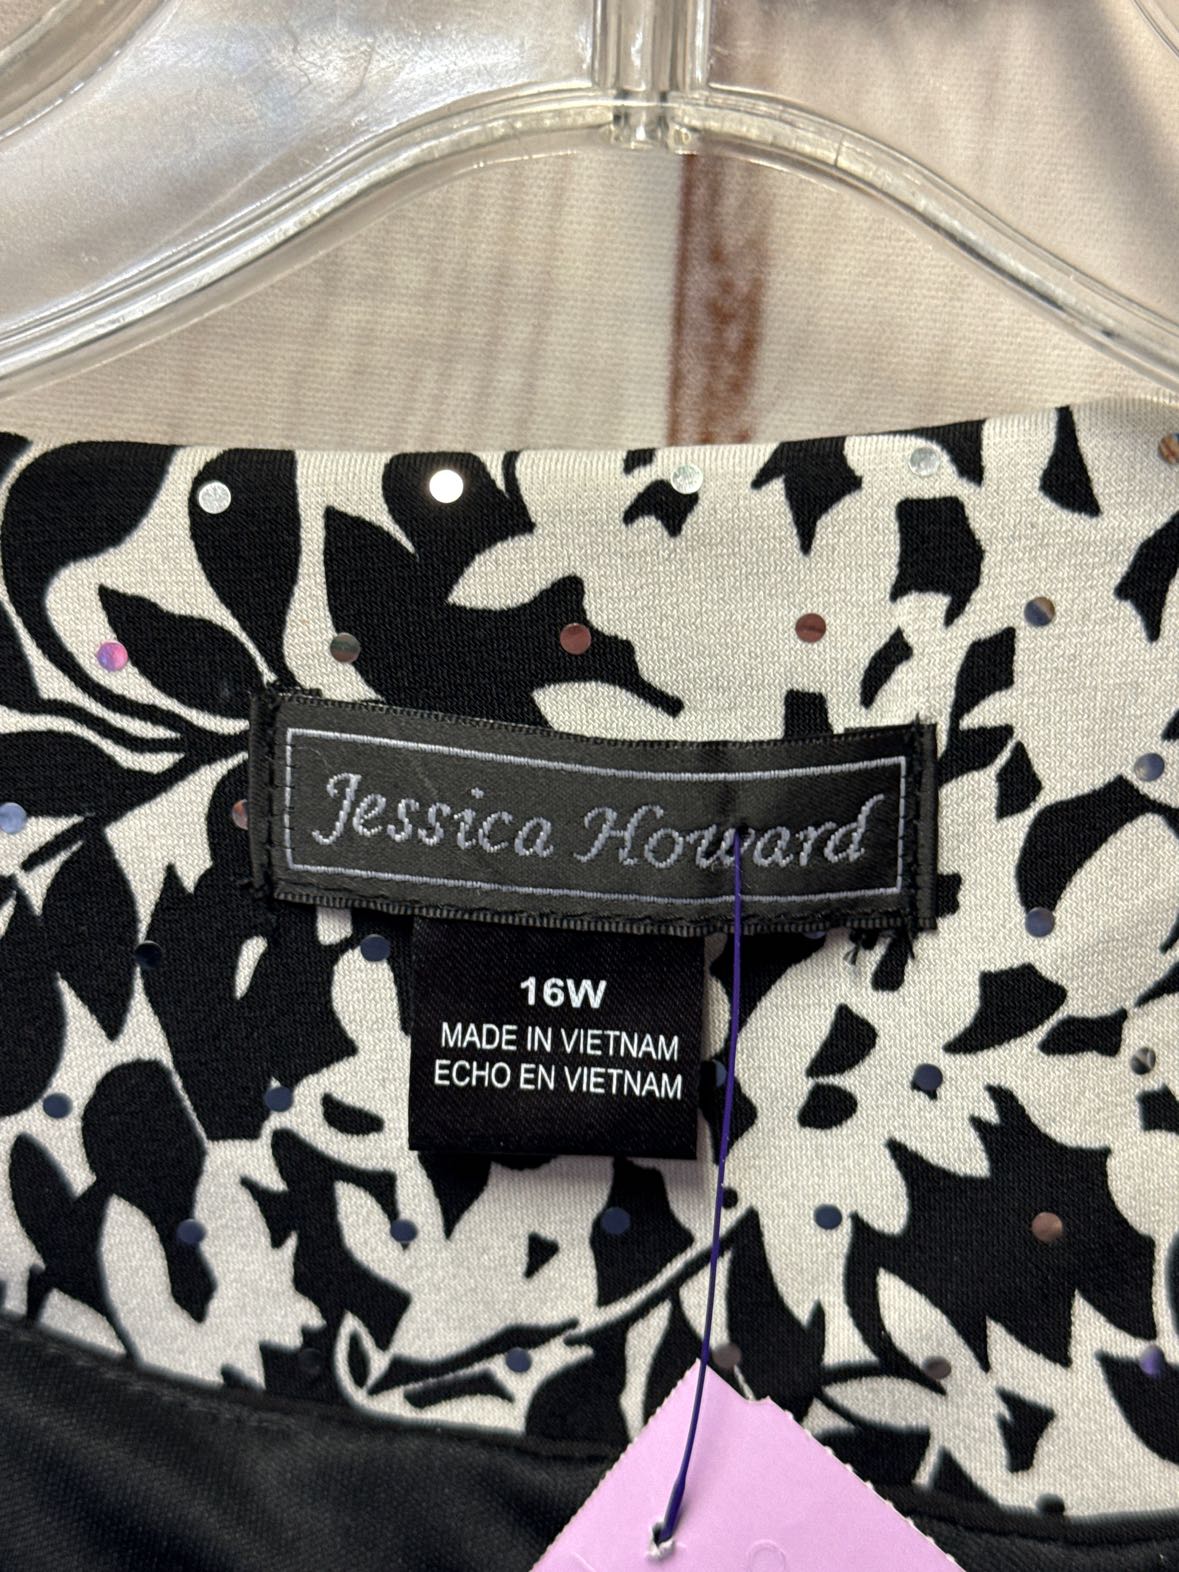 Jessica Howard
16W
MADE IN VIETNAM
ECHO EN VIETNAM